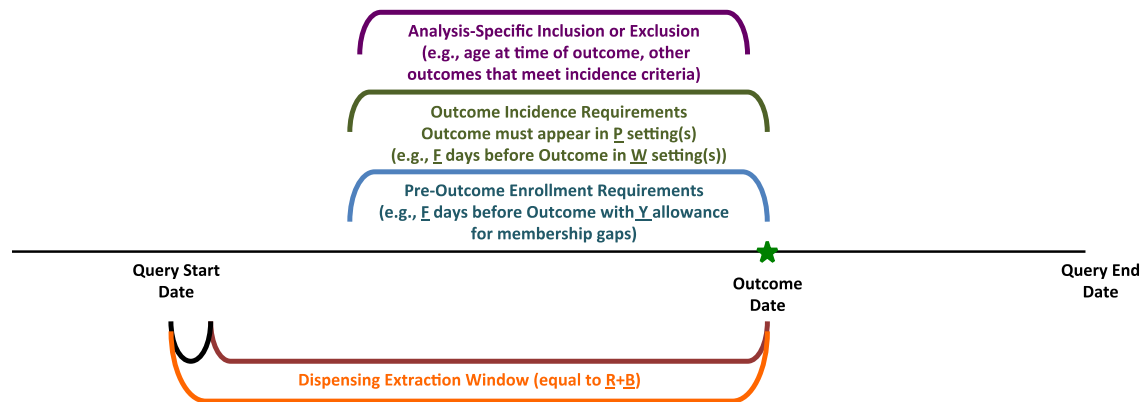 Analysis-Specific Inclusion or Exclusion
(e.g., age at time of outcome, other
outcomes that meet incidence criteria)
Outcome Incidence Requirements
Outcome must appear in P setting(s)
(e.g., F days before Outcome in W setting(s))
Pre-Outcome Enrollment Requirements
(e.g., F days before Outcome with Y allowance
for membership gaps)
Query Start
Date
Outcome
Date
Query End
Date
Dispensing Extraction Window (equal to R+B)